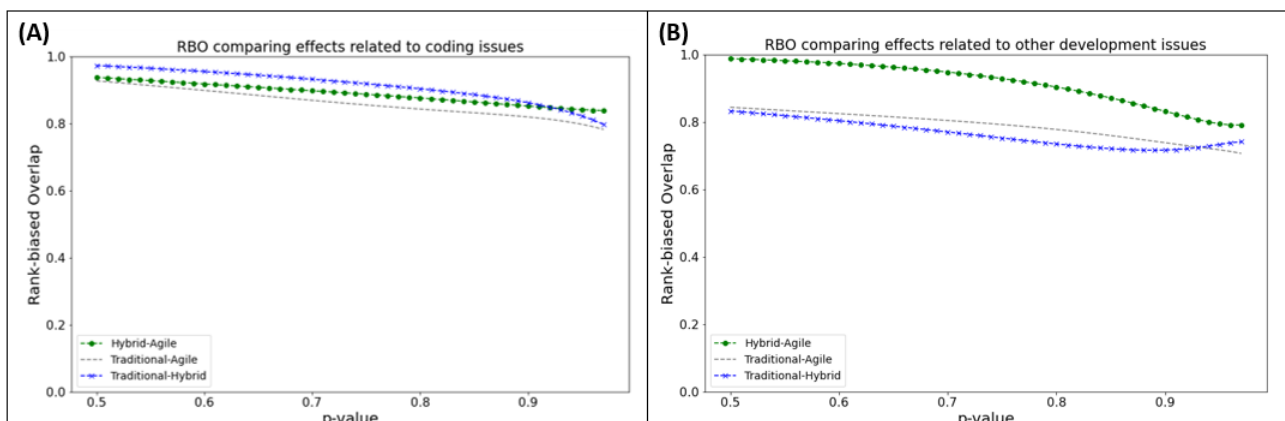 (A)
RBO comparing effects related to coding issues
1.0
0.8
0.6
0.4
0.2
0.0
Rank-biased Overlap
Hybrid-Agile
Traditional-Agile
Traditional-Hybrid
0.5 0.6 0.7 0.8 0.9
p-value
(B)
RBO comparing effects related to other development issues
1.0
0.8
0.6
0.4
0.2
0.0
Rank-biased Overlap
Hybrid-Agile
Traditional-Agile
Traditional-Hybrid
0.5 0.6 0.7 0.8 0.9
p-value